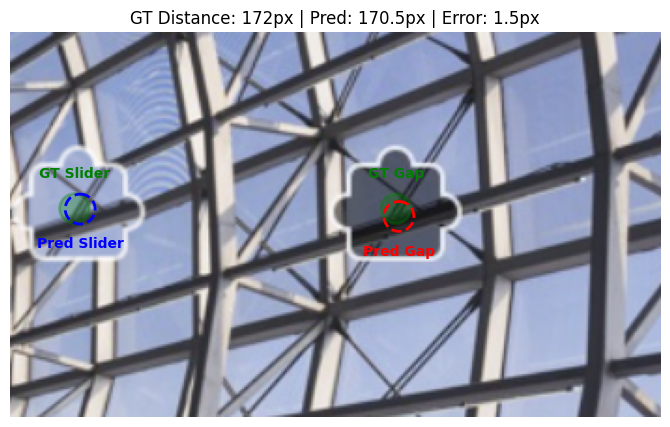 GT Distance: 172px | Pred: 170.5px | Error: 1.5px
GT Slider
GT Gap
Pred Slider
Pred Gap